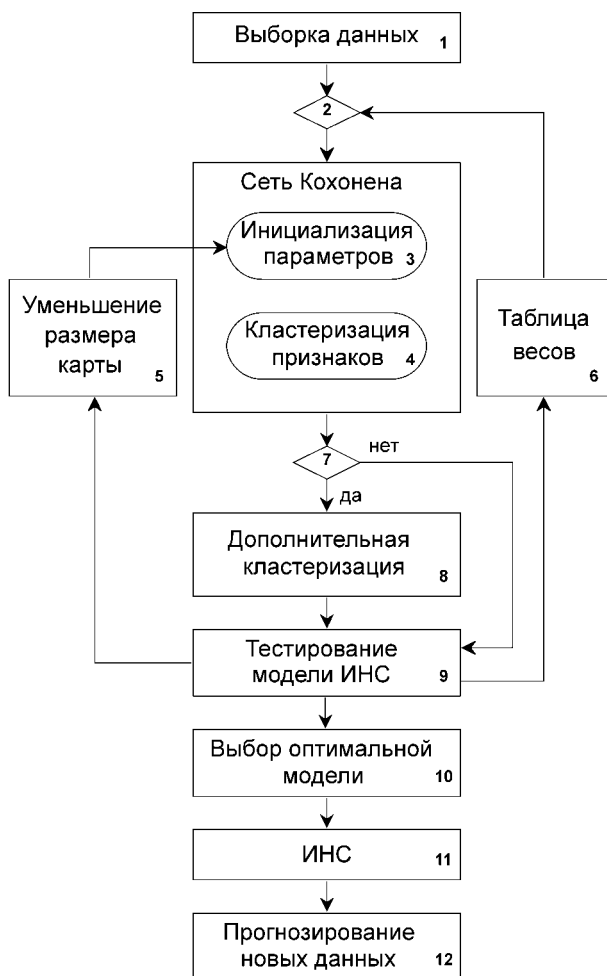 Выборка данных 1
2
Сеть Кохонена
Инициализация
параметров 3
Уменьшение
размера
карты 5
Кластеризация
признаков 4
Таблица
весов 6
7 нет
да
Дополнительная
кластеризация 8
Тестирование
модели ИНС 9
Выбор оптимальной
модели 10
ИНС 11
Прогнозирование
новых данных 12